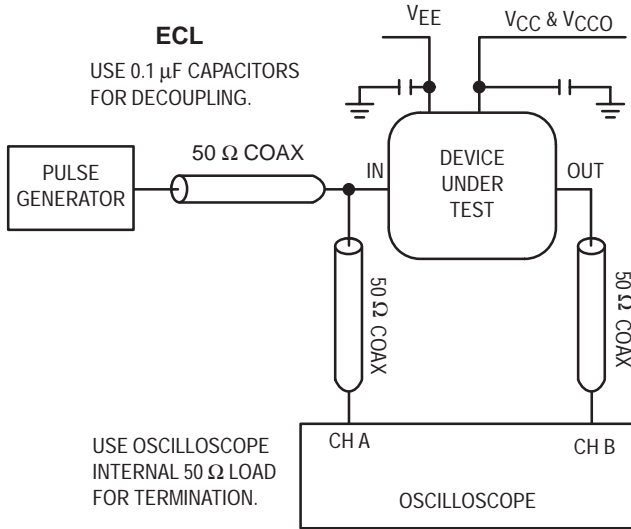 ECL
USE 0.1 μF CAPACITORS
FOR DECOUPLING.
VEE
VCC & VCCO
50 Ω COAX
PULSE
GENERATOR
IN
DEVICE
UNDER
TEST
OUT
50 Ω COAX
50 Ω COAX
USE OSCILLOSCOPE
INTERNAL 50 Ω LOAD
FOR TERMINATION.
CH A
CH B
OSCILLOSCOPE